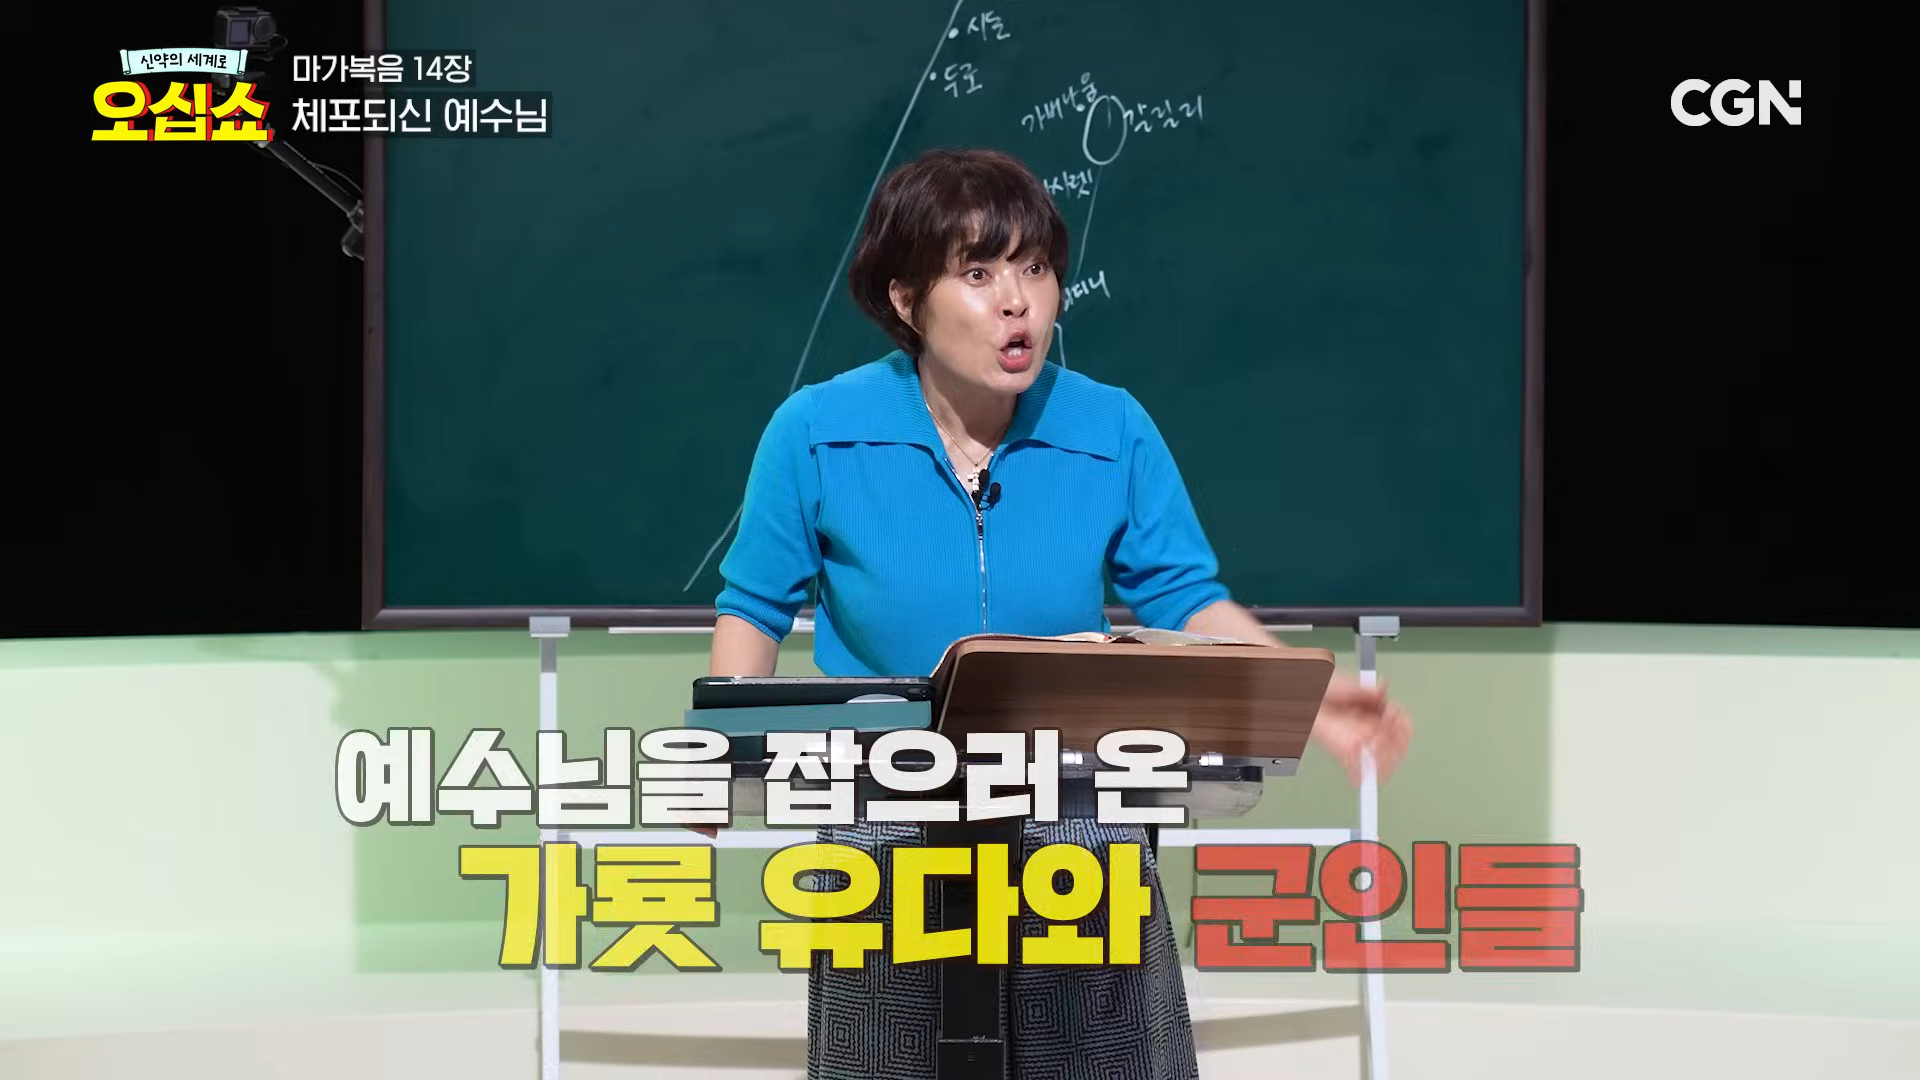 신약의 세계로
오십쇼
마가복음 14장
체포되신 예수님
CGN
시돈
두로
가버나움
갈릴리
예수님을 잡으러 온
가룟 유다와 군인들